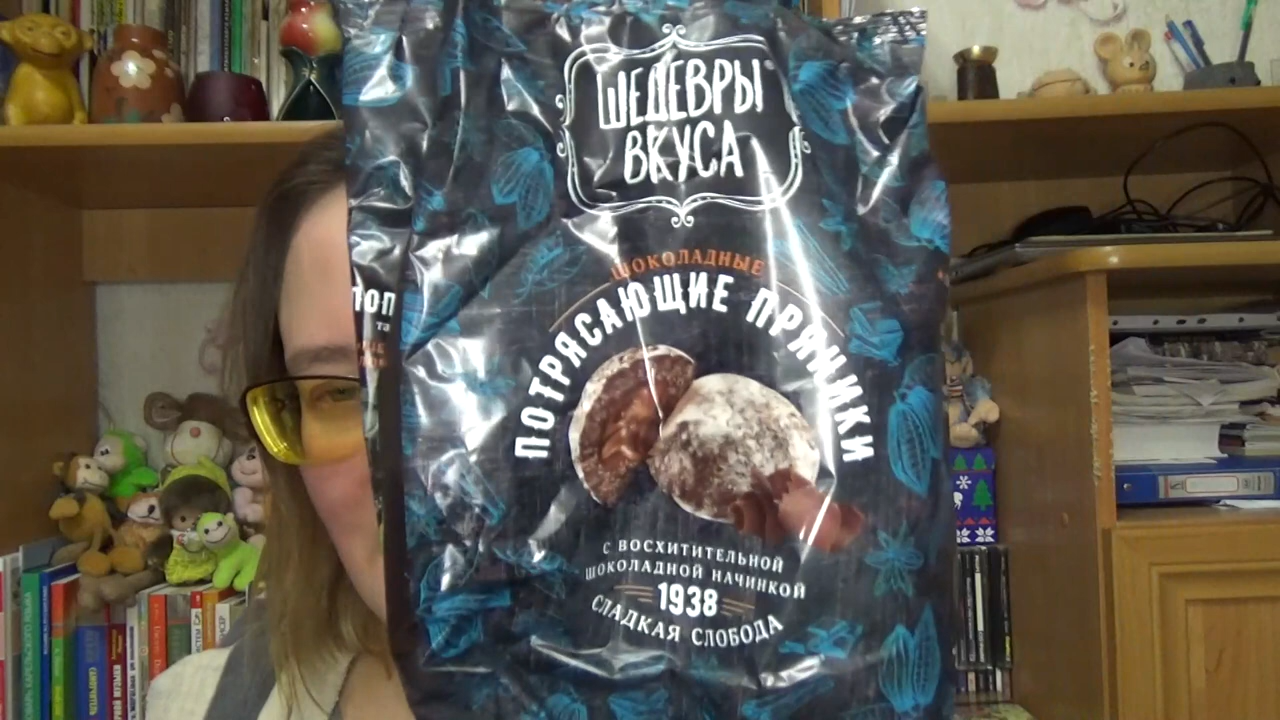 ШЕДЕВРЫ
ВКУСА
ШОКОЛАДНЫЕ
ПОТРЯСАЮЩИЕ ПРЯНИКИ
С ВОСХИТИТЕЛЬНОЙ
ШОКОЛАДНОЙ НАЧИНКОЙ
1938
СЛАДКАЯ СЛОБОДА